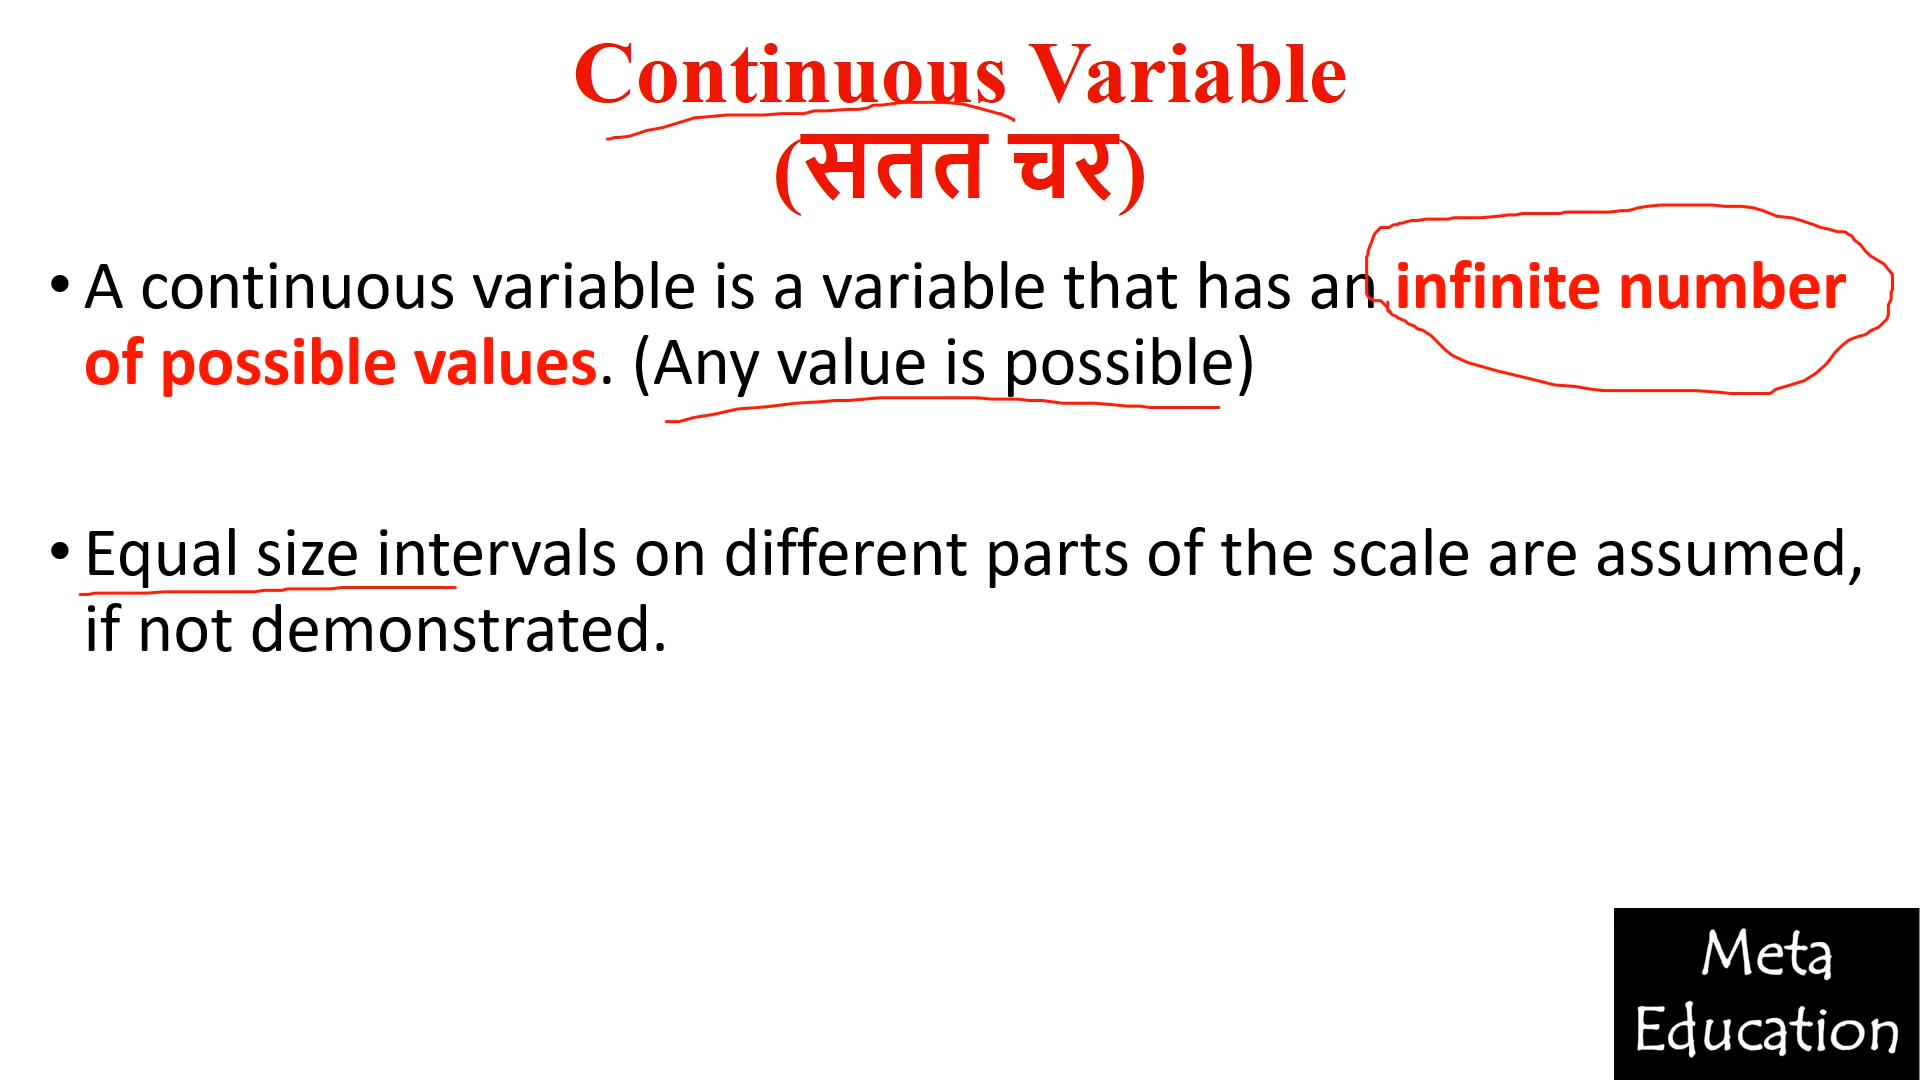 Continuous Variable
(सतत चर)
• A continuous variable is a variable that has an infinite number
of possible values. (Any value is possible)
• Equal size intervals on different parts of the scale are assumed,
if not demonstrated.
Meta
Education